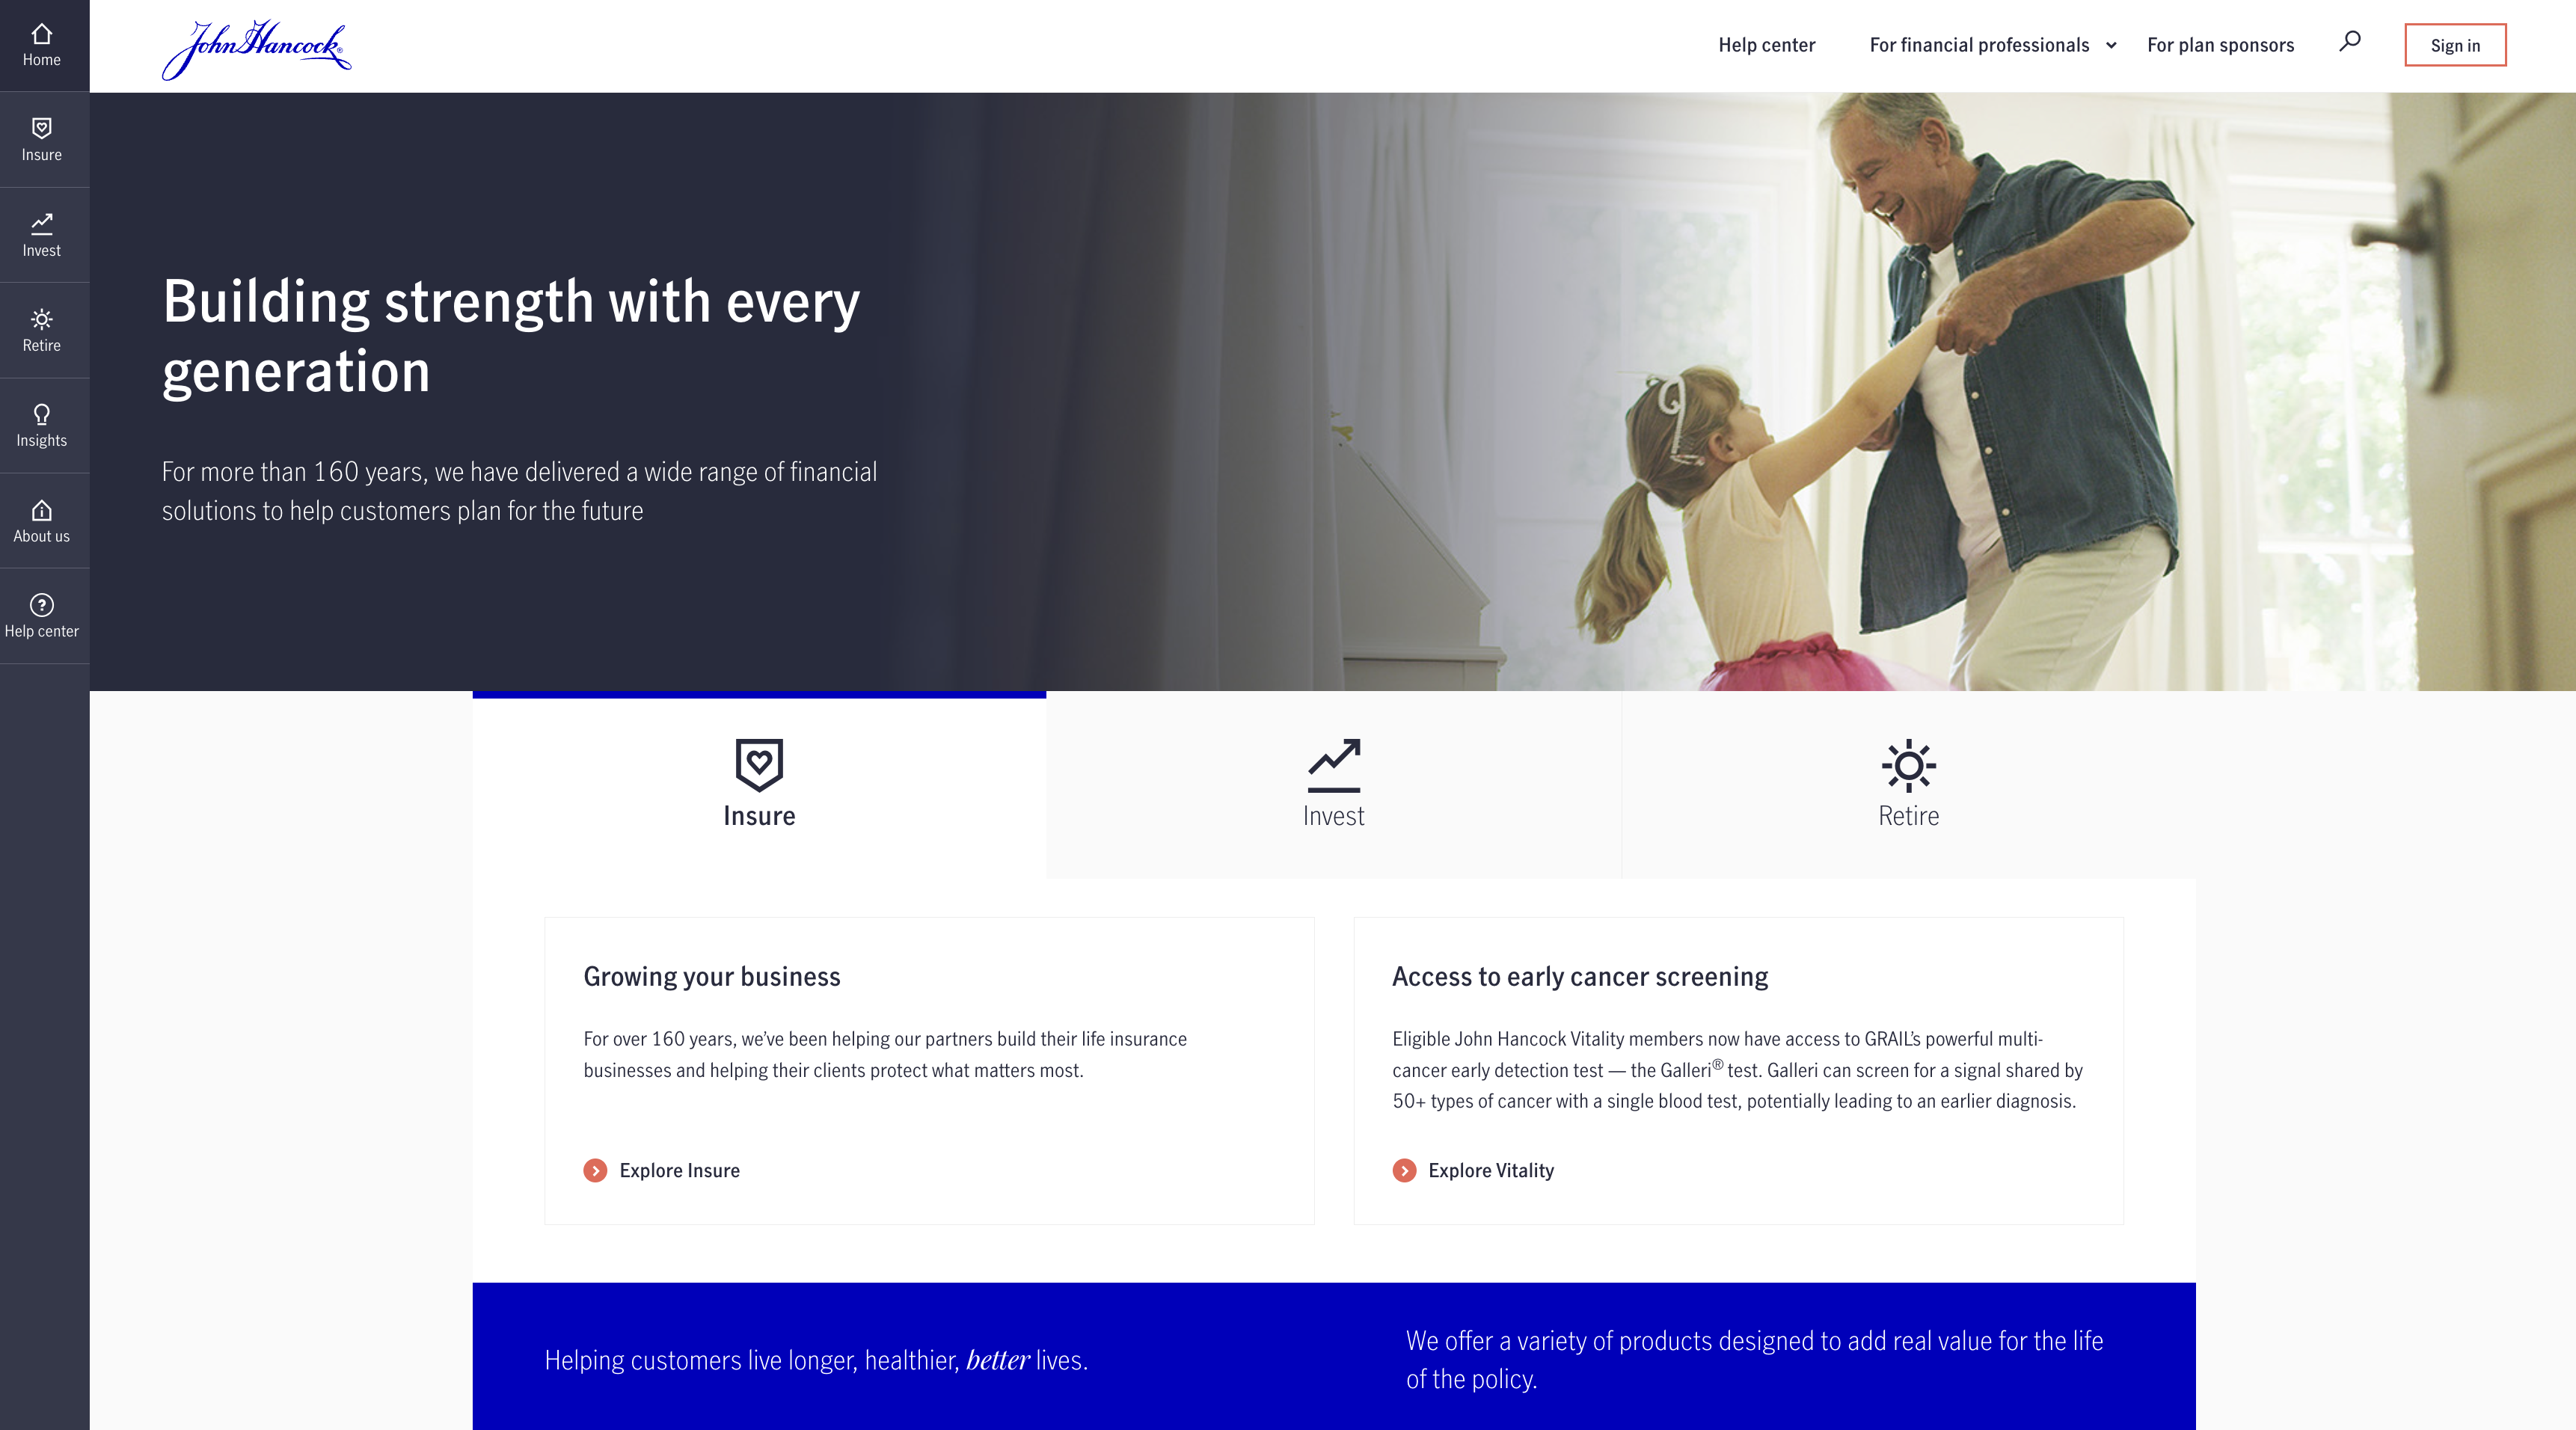 Home
Insure
Invest
Retire
Insights
About us
Help center
John Hancock®
Help center
For financial professionals
For plan sponsors
Sign in
Building strength with every
generation
For more than 160 years, we have delivered a wide range of financial
solutions to help customers plan for the future
Insure
Invest
Retire
Growing your business
For over 160 years, we’ve been helping our partners build their life insurance
businesses and helping their clients protect what matters most.
Explore Insure
Access to early cancer screening
Eligible John Hancock Vitality members now have access to GRAIL’s powerful multi-
cancer early detection test — the Galleri® test. Galleri can screen for a signal shared by
50+ types of cancer with a single blood test, potentially leading to an earlier diagnosis.
Explore Vitality
Helping customers live longer, healthier, better lives.
We offer a variety of products designed to add real value for the life
of the policy.